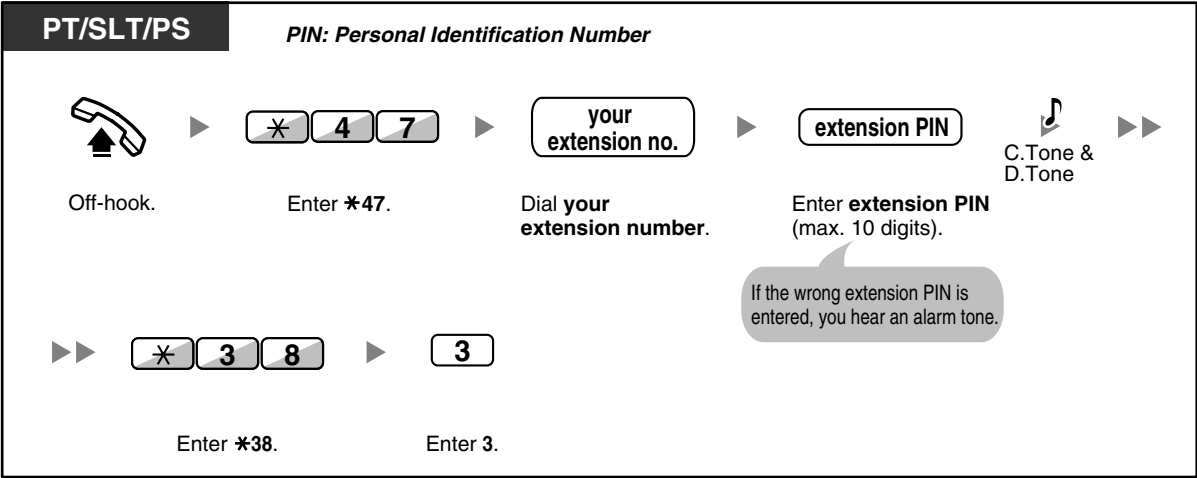 PT/SLT/PS
PIN: Personal Identification Number
* 4 7
your
extension no.
extension PIN
C.Tone &
D.Tone
Off-hook.
Enter *47.
Dial your
extension number.
Enter extension PIN
(max. 10 digits).
If the wrong extension PIN is
entered, you hear an alarm tone.
* 3 8
3
Enter *38.
Enter 3.